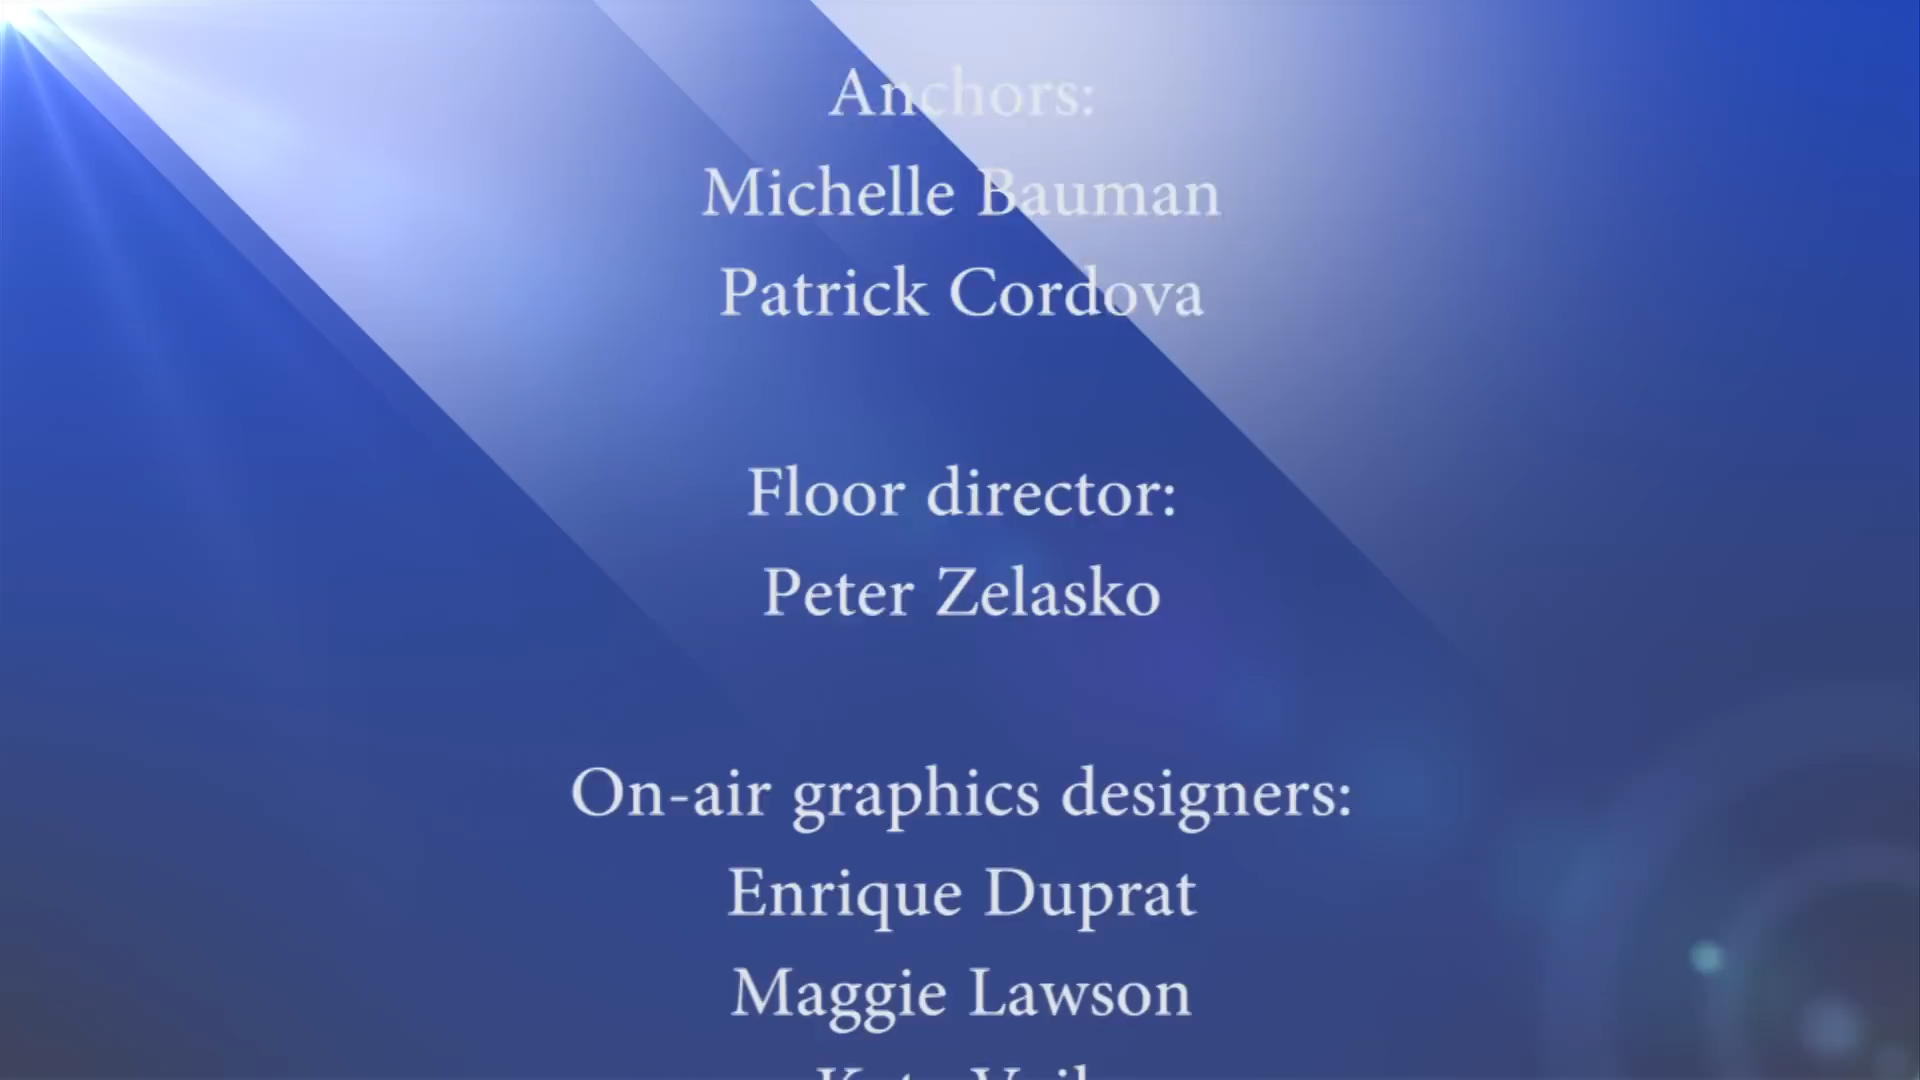 Anchors:
Michelle Bauman
Patrick Cordova
Floor director:
Peter Zelasko
On-air graphics designers:
Enrique Duprat
Maggie Lawson